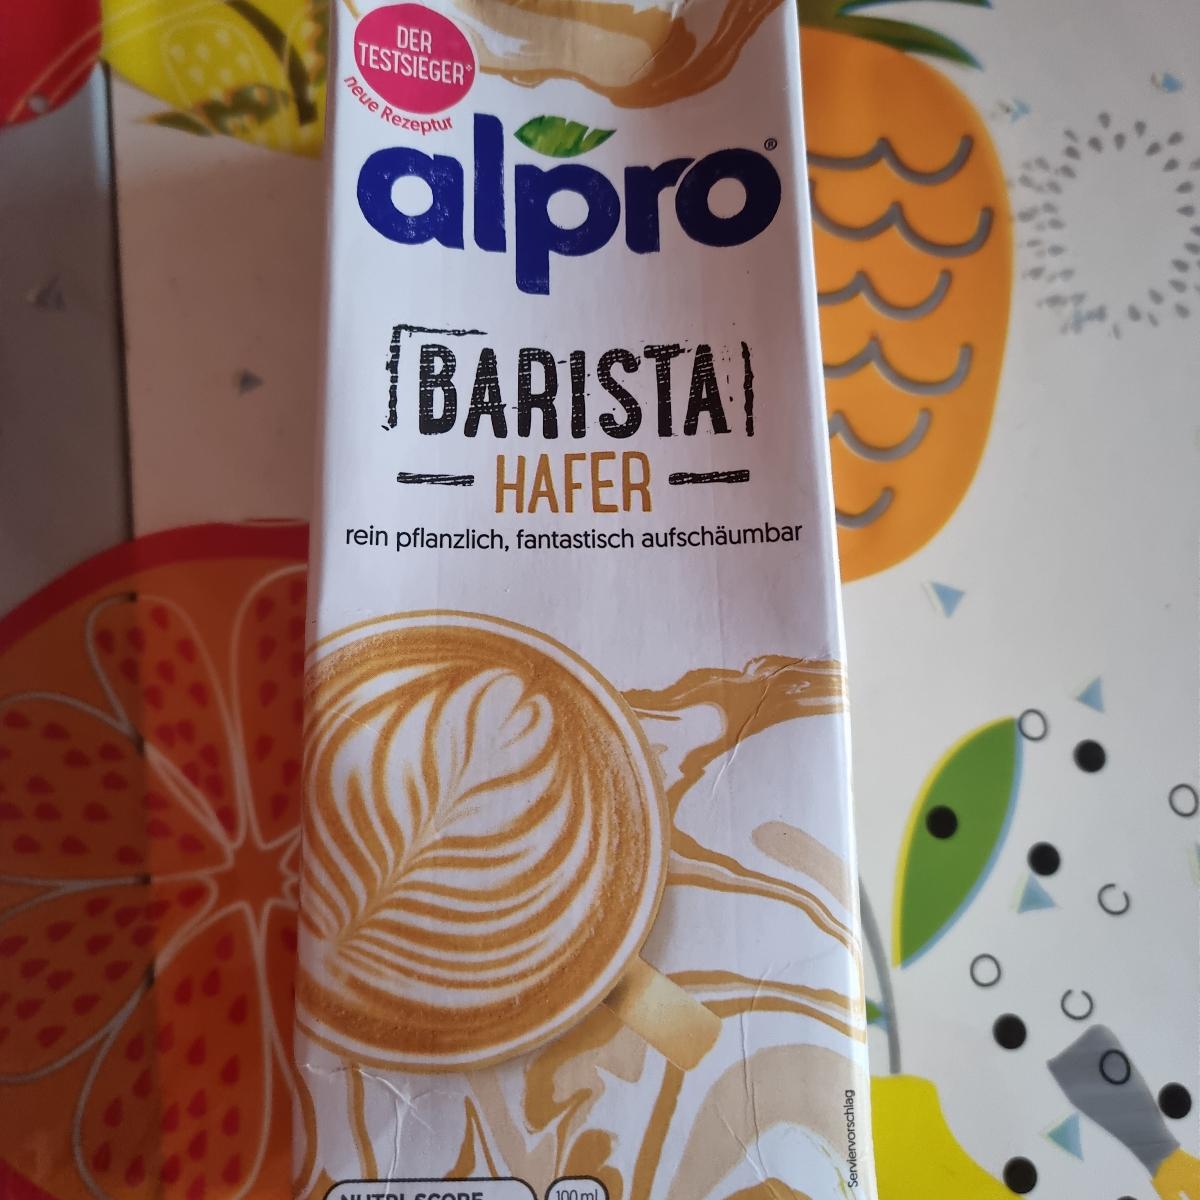 DER
TESTSIEGER+
neue Rezeptur
alpro®
BARISTA
HAFER
rein pflanzlich, fantastisch aufschäumbar
Serviervorschlag
NUTRI-SCORE
100 ml